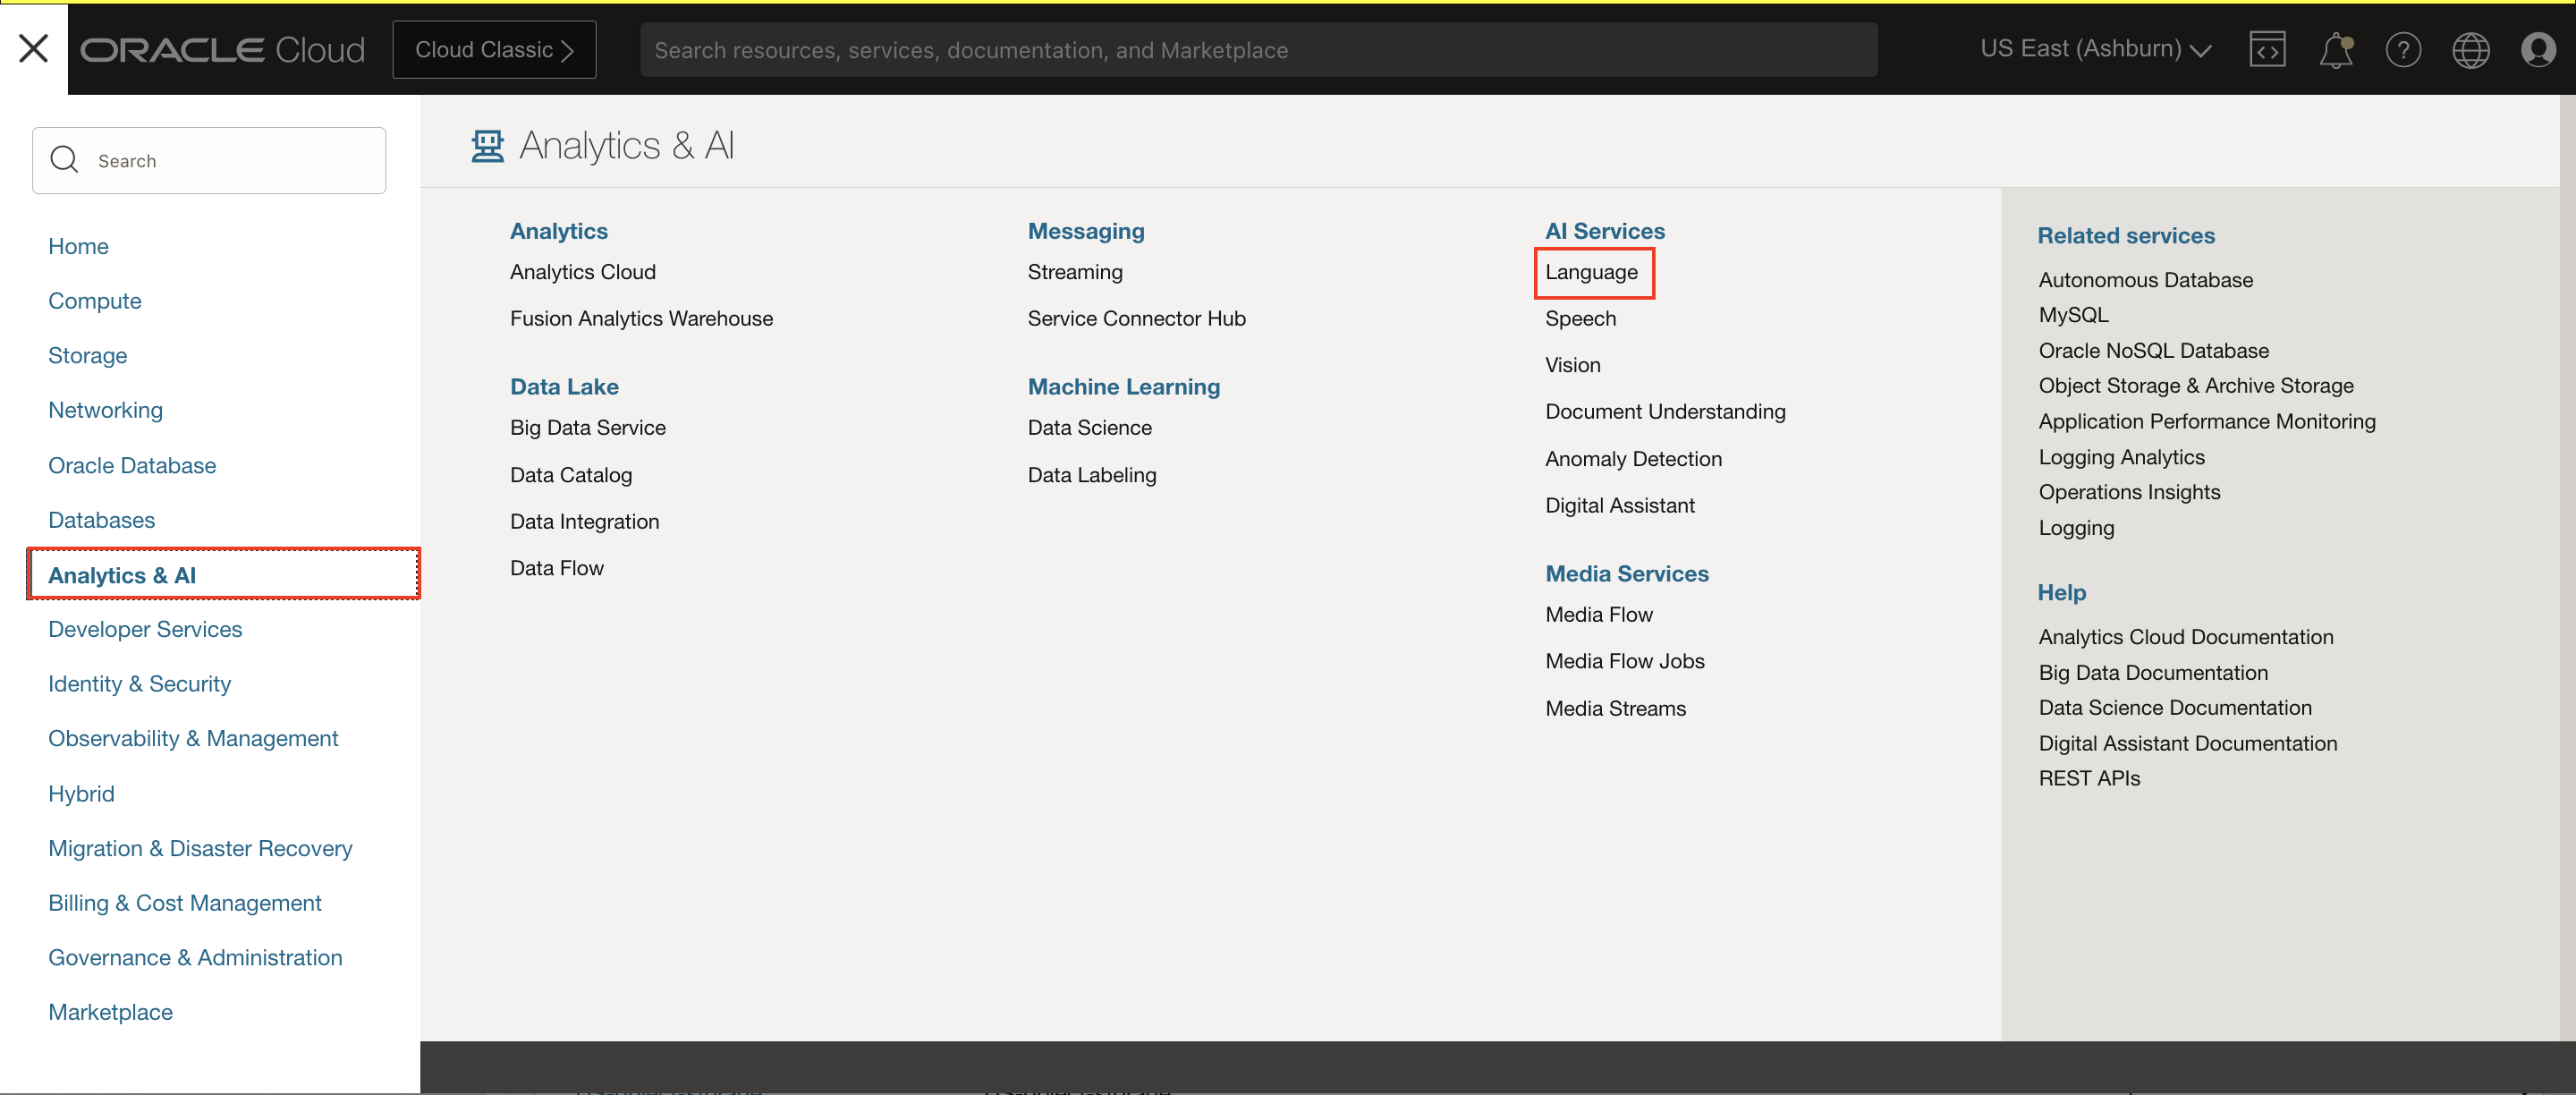 ORACLE Cloud
Cloud Classic
Search resources, services, documentation, and Marketplace
US East (Ashburn)
Search
Home
Compute
Storage
Networking
Oracle Database
Databases
Analytics & AI
Developer Services
Identity & Security
Observability & Management
Hybrid
Migration & Disaster Recovery
Billing & Cost Management
Governance & Administration
Marketplace
Analytics & AI
Analytics
Analytics Cloud
Fusion Analytics Warehouse
Data Lake
Big Data Service
Data Catalog
Data Integration
Data Flow
Messaging
Streaming
Service Connector Hub
Machine Learning
Data Science
Data Labeling
AI Services
Language
Speech
Vision
Document Understanding
Anomaly Detection
Digital Assistant
Media Services
Media Flow
Media Flow Jobs
Media Streams
Related services
Autonomous Database
MySQL
Oracle NoSQL Database
Object Storage & Archive Storage
Application Performance Monitoring
Logging Analytics
Operations Insights
Logging
Help
Analytics Cloud Documentation
Big Data Documentation
Data Science Documentation
Digital Assistant Documentation
REST APIs